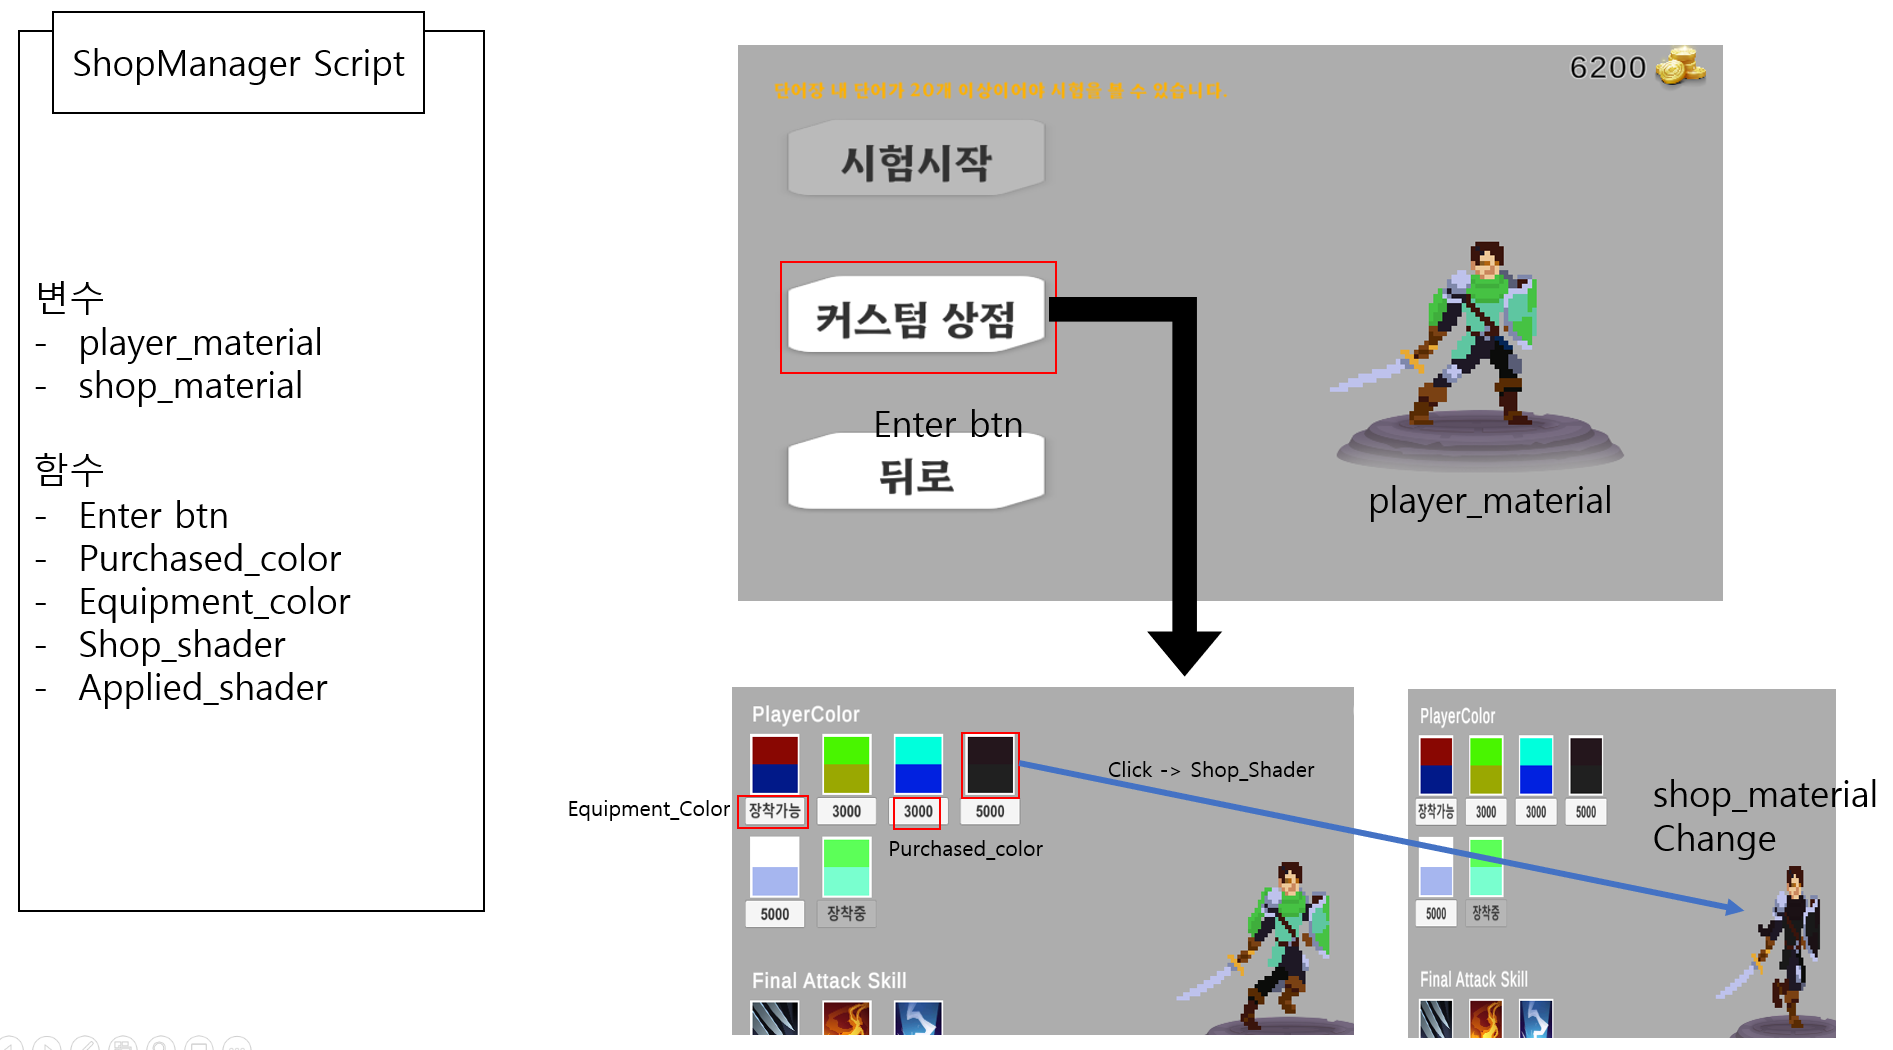 ShopManager Script
변수
- player_material
- shop_material
함수
- Enter btn
- Purchased_color
- Equipment_color
- Shop_shader
- Applied_shader
6200
단어장 내 단어가 20개 이상이어야 시험을 볼 수 있습니다.
시험시작
커스텀 상점
Enter btn
뒤로
player_material
PlayerColor
Equipment_Color
장착가능
3000
3000
5000
Purchased_color
5000
장착중
Final Attack Skill
Click -> Shop_Shader
PlayerColor
장착가능
3000
3000
5000
shop_material
Change
5000
장착중
Final Attack Skill